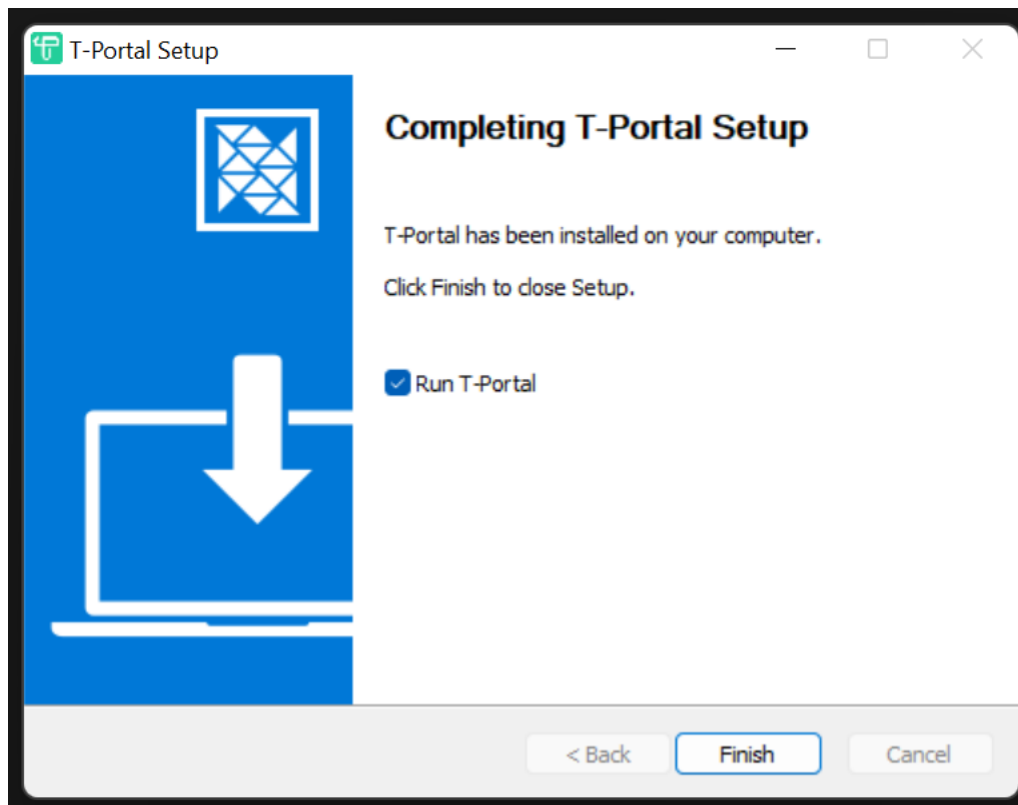 T-Portal Setup
Completing T-Portal Setup
T-Portal has been installed on your computer.
Click Finish to close Setup.
Run T-Portal
< Back
Finish
Cancel